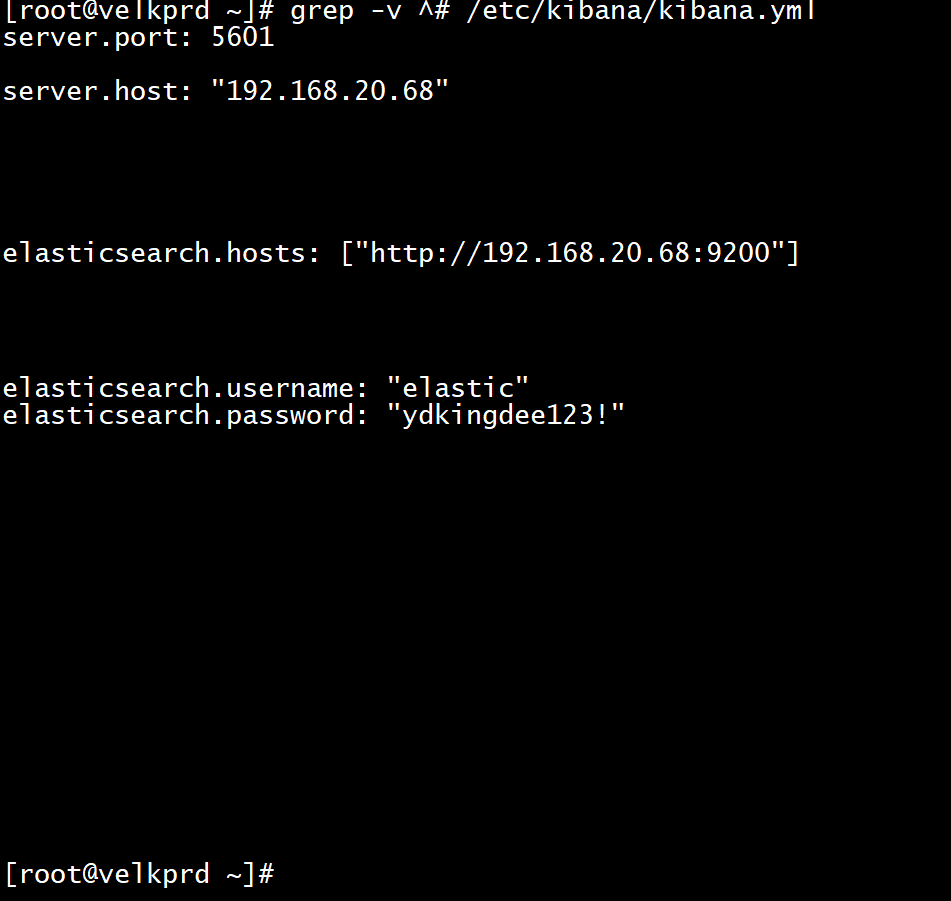 [root@velkprd ~]# grep -v ^# /etc/kibana/kibana.yml
server.port: 5601
server.host: "192.168.20.68"
elasticsearch.hosts: ["http://192.168.20.68:9200"]
elasticsearch.username: "elastic"
elasticsearch.password: "ydkingdee123!"
[root@velkprd ~]#